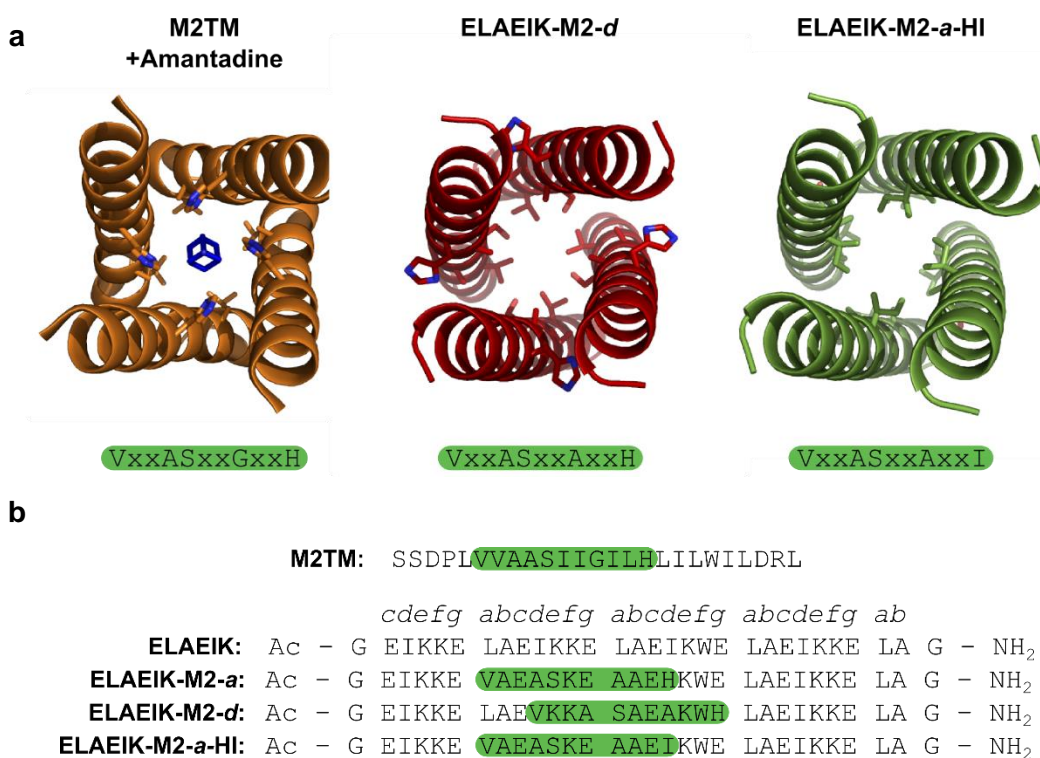 a
M2TM
+Amantadine
ELAEIK-M2-d
ELAEIK-M2-a-HI
VxxASxxGxxH
VxxASxxAxxH
VxxASxxAxxI
b
M2TM: SSDPLVVAASIIGILHLILWILDRL
cdefg abcdefg abcdefg abcdefg ab
ELAEIK: Ac - G EIKKE LAEIKKE LAEIKWE LAEIKKE LA G - NH2
ELAEIK-M2-a: Ac - G EIKKE VAEASKE AAEHKWE LAEIKKE LA G - NH2
ELAEIK-M2-d: Ac - G EIKKE LAEVKKA SAEAKWH LAEIKKE LA G - NH2
ELAEIK-M2-a-HI: Ac - G EIKKE VAEASKE AAEIKWE LAEIKKE LA G - NH2